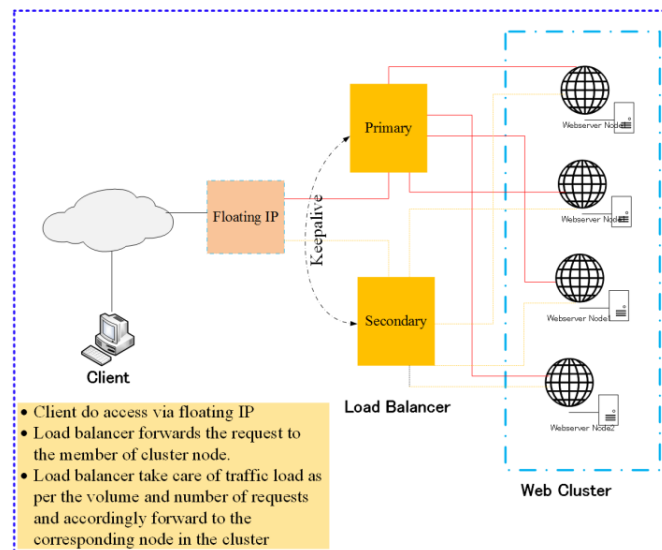 Primary
Floating IP
Keepalive
Secondary
Client
Load Balancer
Webserver Node
Webserver Node
Webserver Node1
Webserver Node2
Web Cluster
• Client do access via floating IP
• Load balancer forwards the request to
the member of cluster node.
• Load balancer take care of traffic load as
per the volume and number of requests
and accordingly forward to the
corresponding node in the cluster